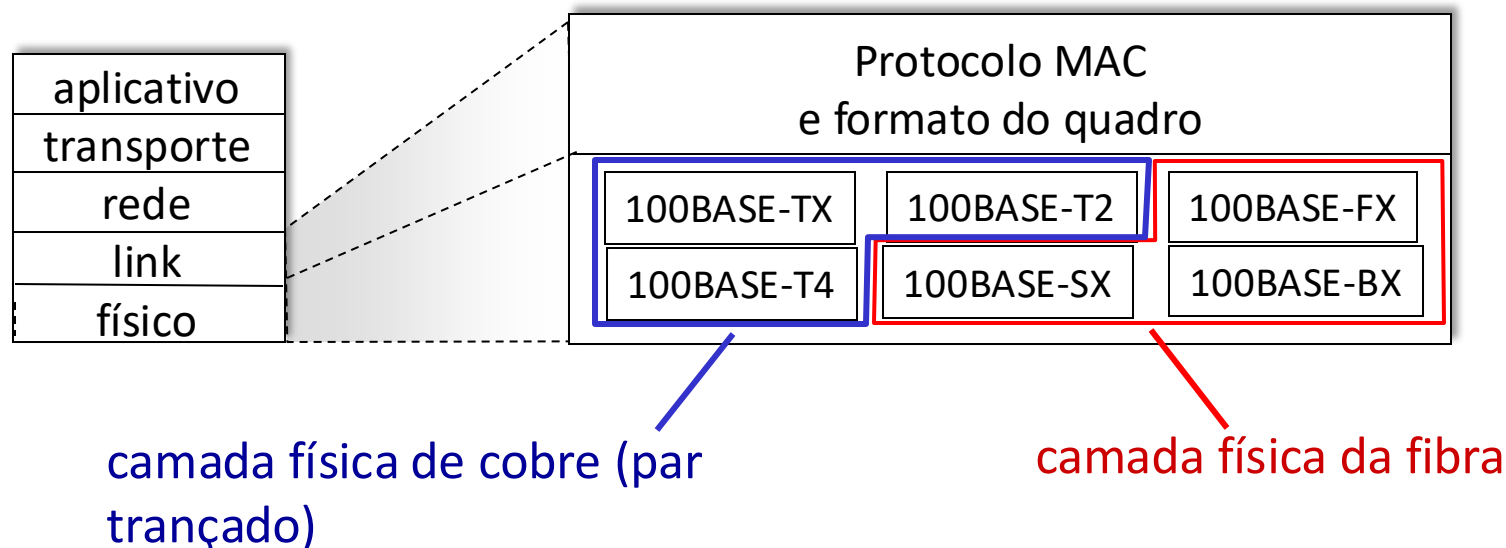 aplicativo
transporte
rede
link
físico
Protocolo MAC
e formato do quadro
100BASE-TX
100BASE-T2
100BASE-FX
100BASE-T4
100BASE-SX
100BASE-BX
camada física de cobre (par
trançado)
camada física da fibra